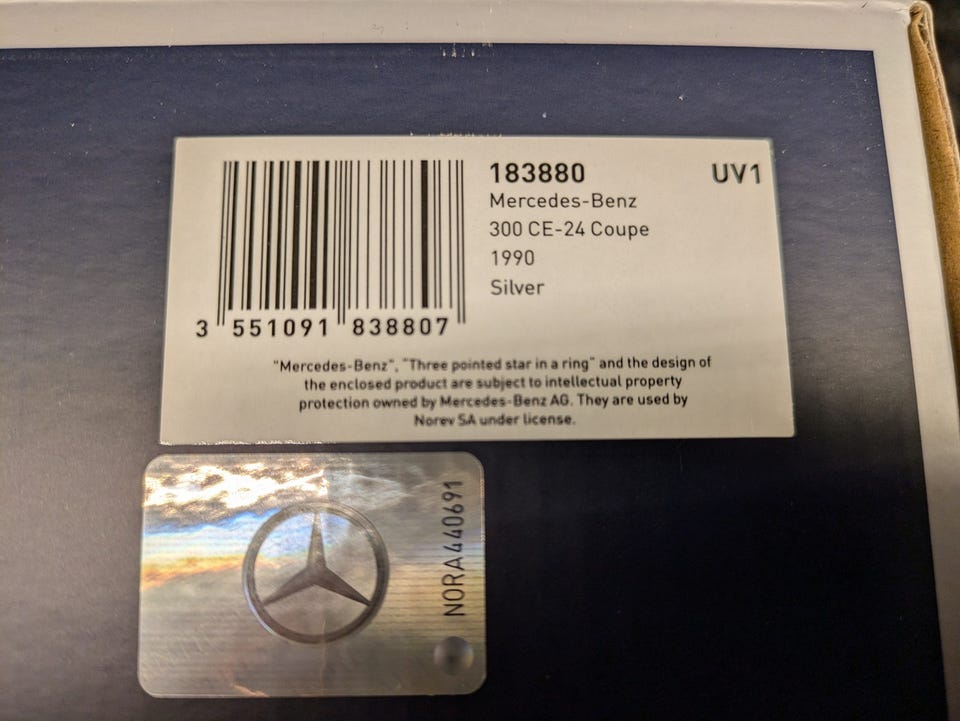 183880
UV1
Mercedes-Benz
300 CE-24 Coupe
1990
Silver
3 551091 838807
"Mercedes-Benz", "Three pointed star in a ring" and the design of
the enclosed product are subject to intellectual property
protection owned by Mercedes-Benz AG. They are used by
Norev SA under license.
NORA440691